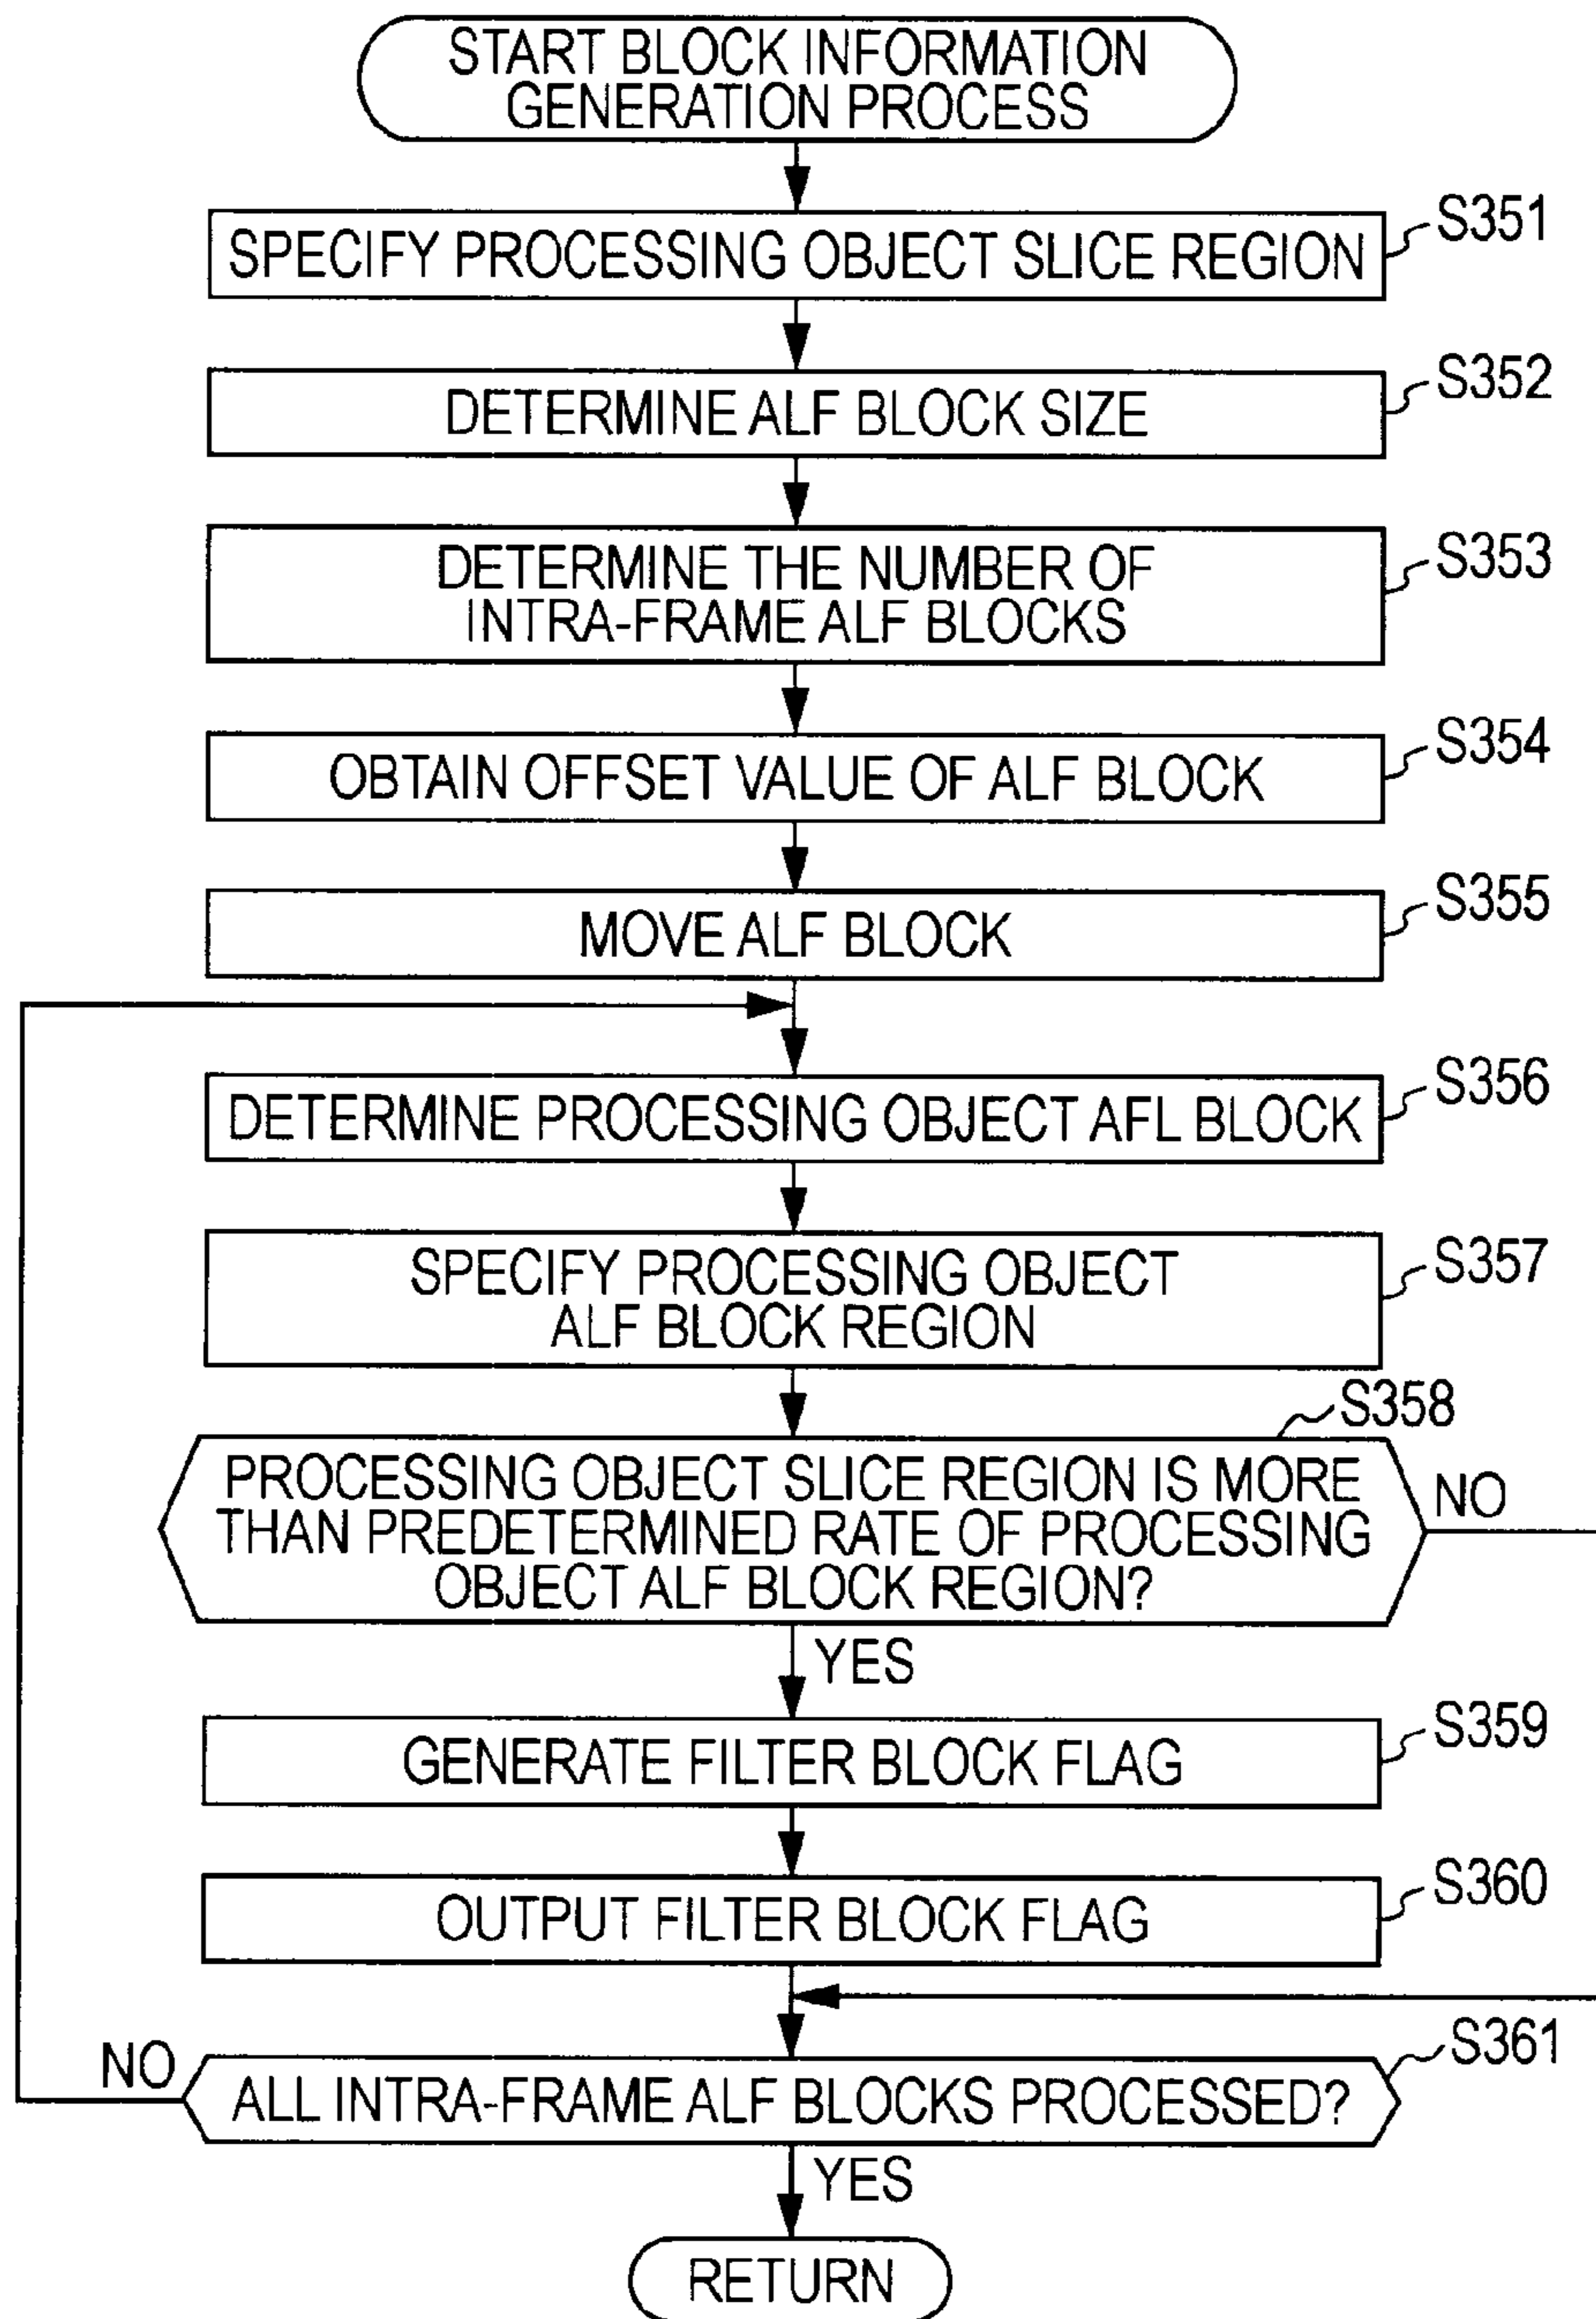 START BLOCK INFORMATION
GENERATION PROCESS
S351
SPECIFY PROCESSING OBJECT SLICE REGION
S352
DETERMINE ALF BLOCK SIZE
S353
DETERMINE THE NUMBER OF
INTRA-FRAME ALF BLOCKS
S354
OBTAIN OFFSET VALUE OF ALF BLOCK
S355
MOVE ALF BLOCK
S356
DETERMINE PROCESSING OBJECT AFL BLOCK
S357
SPECIFY PROCESSING OBJECT
ALF BLOCK REGION
S358
PROCESSING OBJECT SLICE REGION IS MORE
THAN PREDETERMINED RATE OF PROCESSING
OBJECT ALF BLOCK REGION?
NO
YES
S359
GENERATE FILTER BLOCK FLAG
S360
OUTPUT FILTER BLOCK FLAG
S361
NO
ALL INTRA-FRAME ALF BLOCKS PROCESSED?
YES
RETURN